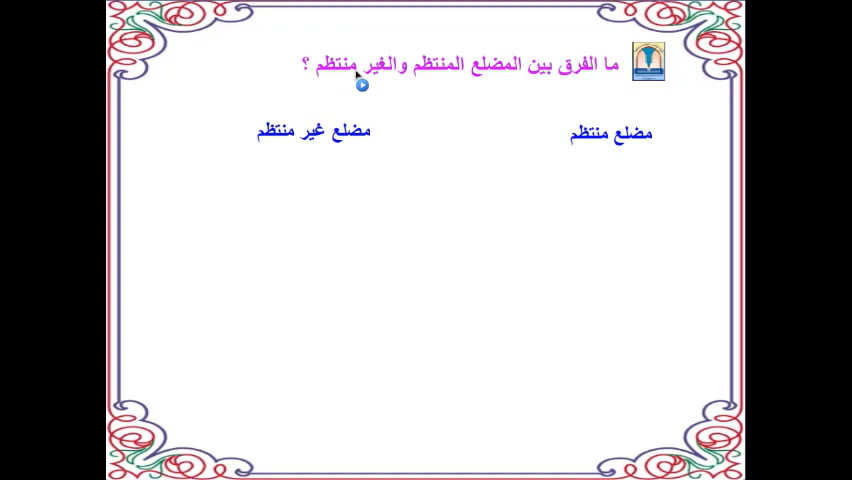 ما الفرق بين المضلع المنتظم والغير منتظم ؟
مضلع منتظم
مضلع غير منتظم